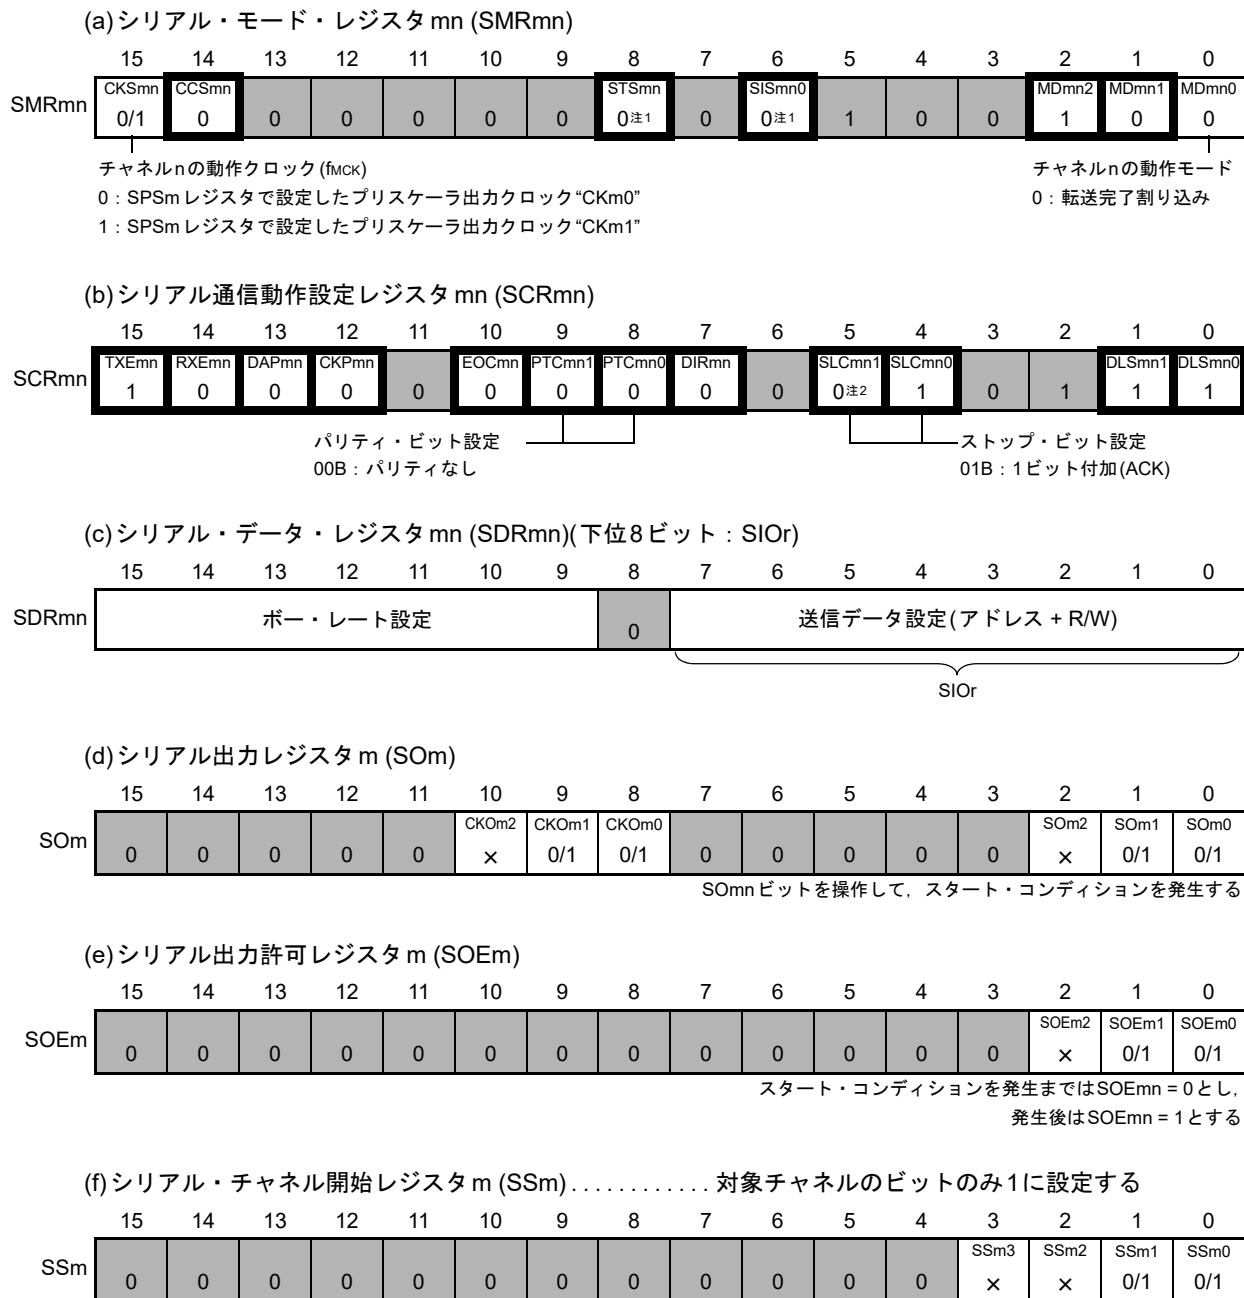 (a)シリアル・モード・レジスタmn (SMRmn)
15 14 13 12 11 10 9 8 7 6 5 4 3 2 1 0
CKSmn CCSmn STSmn SISmn0 MDmn2 MDmn1 MDmn0
SMRmn 0/1 0 0 0 0 0 0 0注1 0 0注1 1 0 0 1 0 0
チャネルnの動作クロック(fMCK) チャネルnの動作モード
0：SPSmレジスタで設定したプリスケーラ出力クロック“CKm0” 0：転送完了割り込み
1：SPSmレジスタで設定したプリスケーラ出力クロック“CKm1”
(b)シリアル通信動作設定レジスタmn (SCRmn)
15 14 13 12 11 10 9 8 7 6 5 4 3 2 1 0
TXEmn RXEmn DAPmn CKPmn EOCmn PTCmn1 PTCmn0 DIRmn SLCmn1 SLCmn0 DLSmn1 DLSmn0
SCRmn 1 0 0 0 0 0 0 0 0 0 0注2 1 0 1 1 1
パリティ・ビット設定 ストップ・ビット設定
00B：パリティなし 01B：1ビット付加(ACK)
(c)シリアル・データ・レジスタmn (SDRmn)(下位8ビット：SIOr)
15 14 13 12 11 10 9 8 7 6 5 4 3 2 1 0
SDRmn ボー・レート設定 0 送信データ設定(アドレス + R/W)
SIOr
(d)シリアル出力レジスタm (SOm)
15 14 13 12 11 10 9 8 7 6 5 4 3 2 1 0
CKOm2 CKOm1 CKOm0 SOm2 SOm1 SOm0
SOm 0 0 0 0 0 × 0/1 0/1 0 0 0 0 0 × 0/1 0/1
SOmnビットを操作して，スタート・コンディションを発生する
(e)シリアル出力許可レジスタm (SOEm)
15 14 13 12 11 10 9 8 7 6 5 4 3 2 1 0
SOEm2 SOEm1 SOEm0
SOEm 0 0 0 0 0 0 0 0 0 0 0 0 0 × 0/1 0/1
スタート・コンディションを発生まではSOEmn = 0とし，
発生後はSOEmn = 1とする
(f)シリアル・チャネル開始レジスタm (SSm)............対象チャネルのビットのみ1に設定する
15 14 13 12 11 10 9 8 7 6 5 4 3 2 1 0
SSm3 SSm2 SSm1 SSm0
SSm 0 0 0 0 0 0 0 0 0 0 0 0 × × 0/1 0/1